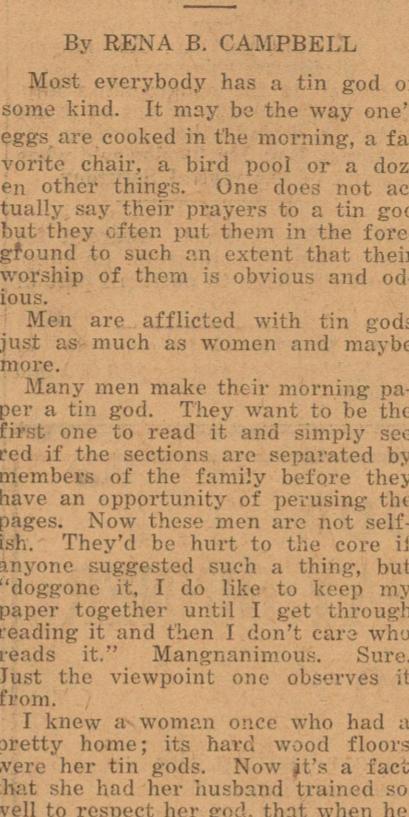 By RENA B. CAMPBELL
Most everybody has a tin god o
some kind. It may be the way one'
eggs are cooked in the morning, a fa
vorite chair, a bird pool or a doz
en other things. One does not ac
tually say their prayers to a tin god
but they often put them in the fore
ground to such an extent that their
worship of them is obvious and od
ious.
Men are afflicted with tin gods
just as much as women and maybe
more.
Many men make their morning pa-
per a tin god. They want to be the
first one to read it and simply see
red if the sections are separated by
members of the family before they
have an opportunity of perusing the
pages. Now these men are not self-
ish. They'd be hurt to the core if
anyone suggested such a thing, but
"doggone it, I do like to keep my
paper together until I get through
reading it and then I don't care who
reads it." Mangnanimous. Sure.
Just the viewpoint one observes it
from.
I knew a woman once who had a
pretty home; its hard wood floors
were her tin gods. Now it's a fact
that she had her husband trained so
well to respect her god, that when he